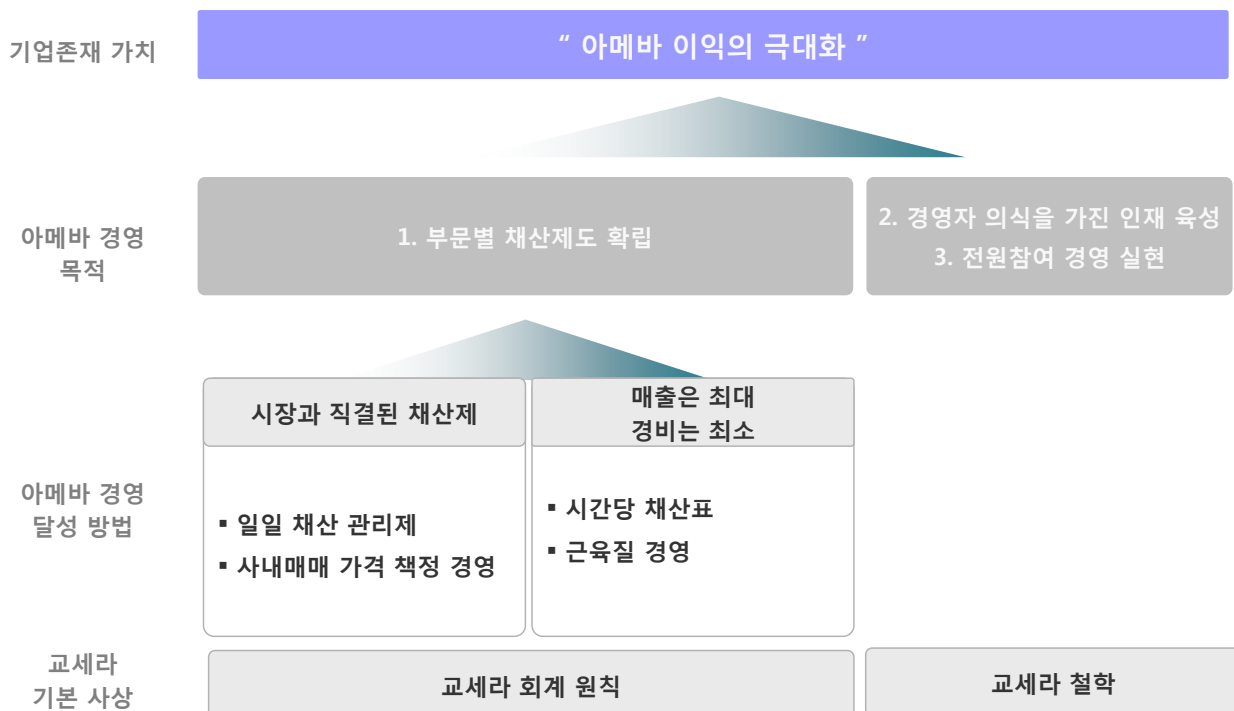 기업존재 가치
“ 아메바 이익의 극대화 ”
아메바 경영
목적
1. 부문별 채산제도 확립
2. 경영자 의식을 가진 인재 육성
3. 전원참여 경영 실현
아메바 경영
달성 방법
시장과 직결된 채산제
▪ 일일 채산 관리제
▪ 사내매매 가격 책정 경영
매출은 최대
경비는 최소
▪ 시간당 채산표
▪ 근육질 경영
교세라
기본 사상
교세라 회계 원칙
교세라 철학